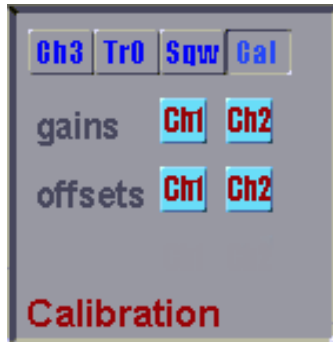 Ch3 Tr0 Sqw Cal
gains Ch1 Ch2
offsets Ch1 Ch2
Calibration